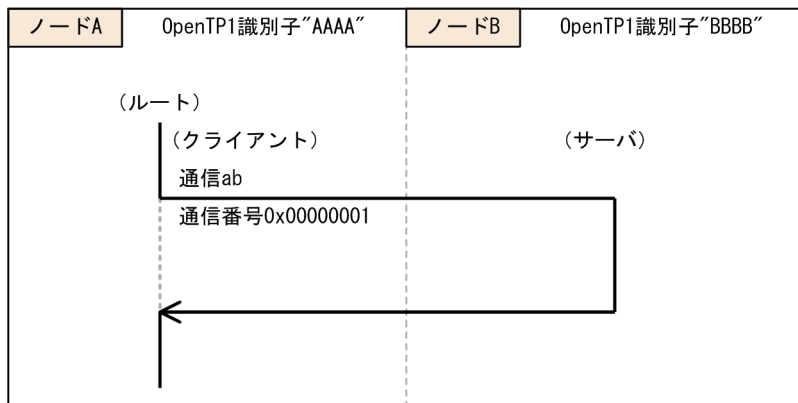 ノードA
OpenTP1識別子"AAAA"
ノードB
OpenTP1識別子"BBBB"
（ルート）
（クライアント）
（サーバ）
通信ab
通信番号0x00000001